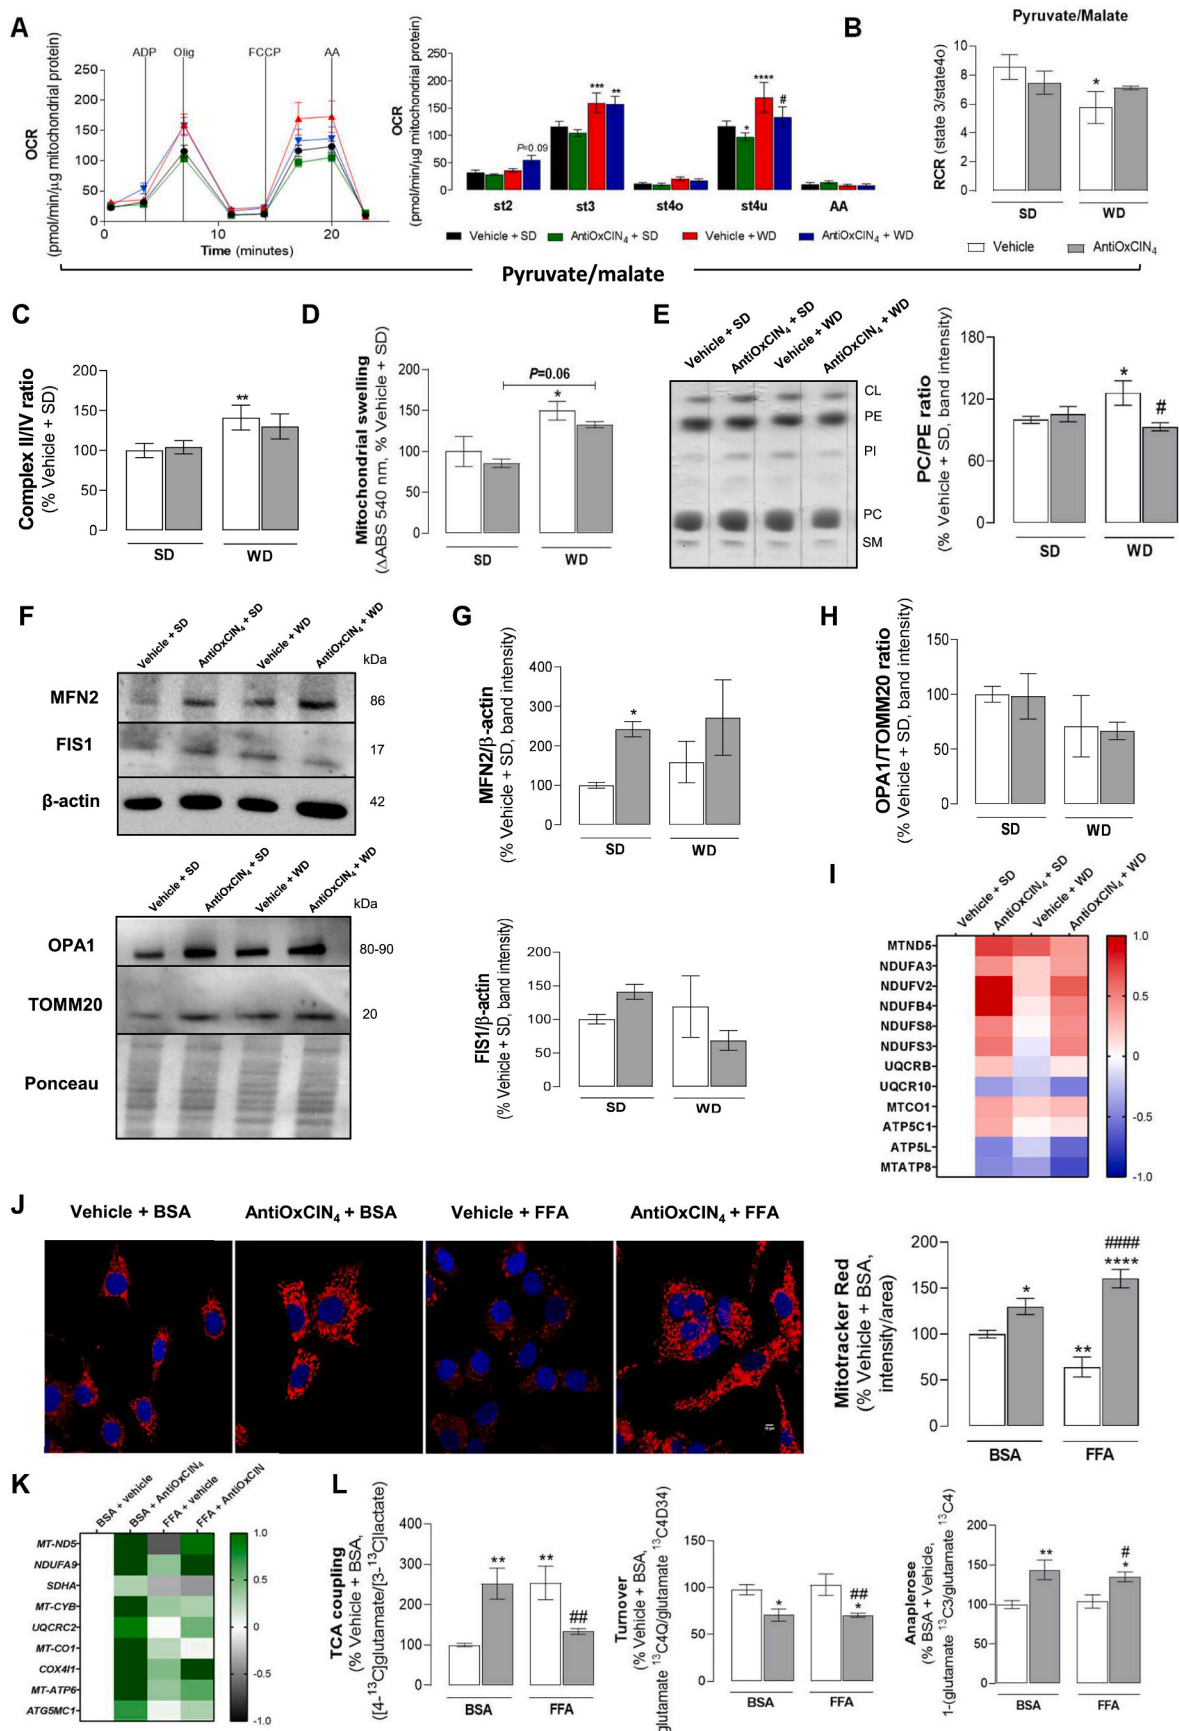 A
OCR
(pmol/min/µg mitochondrial protein)
250
200
150
100
50
0
ADP
Olig
FCCP
AA
0
10
20
Time (minutes)
OCR
(pmol/min/µg mitochondrial protein)
250
200
150
100
50
0
P=0.09
***
**
*
****
#
st2
st3
st4o
st4u
AA
Vehicle + SD
AntiOxCIN₄ + SD
Vehicle + WD
AntiOxCIN₄ + WD
Pyruvate/malate
B
Pyruvate/Malate
RCR (state 3/state4o)
10
8
6
4
2
0
*
SD
WD
Vehicle
AntiOxCIN₄
C
Complex II/IV ratio
(% Vehicle + SD)
200
150
100
50
0
**
SD
WD
D
Mitochondrial swelling
(ΔABS 540 nm, % Vehicle + SD)
200
150
100
50
0
P=0.06
*
SD
WD
E
Vehicle + SD
AntiOxCIN₄ + SD
Vehicle + WD
AntiOxCIN₄ + WD
CL
PE
PI
PC
SM
PC/PE ratio
(% Vehicle + SD, band intensity)
180
120
60
0
*
#
SD
WD
F
Vehicle + SD
AntiOxCIN₄ + SD
Vehicle + WD
AntiOxCIN₄ + WD
kDa
MFN2
86
FIS1
17
β-actin
42
Vehicle + SD
AntiOxCIN₄ + SD
Vehicle + WD
AntiOxCIN₄ + WD
kDa
OPA1
80-90
TOMM20
20
Ponceau
G
MFN2/β-actin
(% Vehicle + SD, band intensity)
400
300
200
100
0
*
SD
WD
FIS1/β-actin
(% Vehicle + SD, band intensity)
200
150
100
50
0
SD
WD
H
OPA1/TOMM20 ratio
(% Vehicle + SD, band intensity)
150
100
50
0
SD
WD
I
Vehicle + SD
AntiOxCIN₄ + SD
Vehicle + WD
AntiOxCIN₄ + WD
MTND5
NDUFA3
NDUFV2
NDUFB4
NDUFS8
NDUFS3
UQCRB
UQCR10
MTCO1
ATP5C1
ATP5L
MTATP8
1.0
0.5
0
-0.5
-1.0
J
Vehicle + BSA
AntiOxCIN₄ + BSA
Vehicle + FFA
AntiOxCIN₄ + FFA
Mitotracker Red
(% Vehicle + BSA,
intensity/area)
200
150
100
50
0
*
**
####
****
BSA
FFA
K
BSA + vehicle
BSA + AntiOxCIN₄
FFA + vehicle
FFA + AntiOxCIN
MT-ND5
NDUFA9
SDHA
MT-CYB
UQCRC2
MT-CO1
COX4I1
MT-ATP6
ATG5MC1
1.0
0.5
0
-0.5
-1.0
L
TCA coupling
(% Vehicle + BSA,
([4-¹³C]glutamate/[3-¹³C]lactate)
400
300
200
100
0
**
**
##
BSA
FFA
Turnover
(% Vehicle + BSA,
glutamate ¹³C4Q/glutamate ¹³C4D34)
150
100
50
0
*
##
*
BSA
FFA
Anaplerose
(% BSA + Vehicle,
1-(glutamate ¹³C3/glutamate ¹³C4)
200
150
100
50
0
**
#
*
BSA
FFA